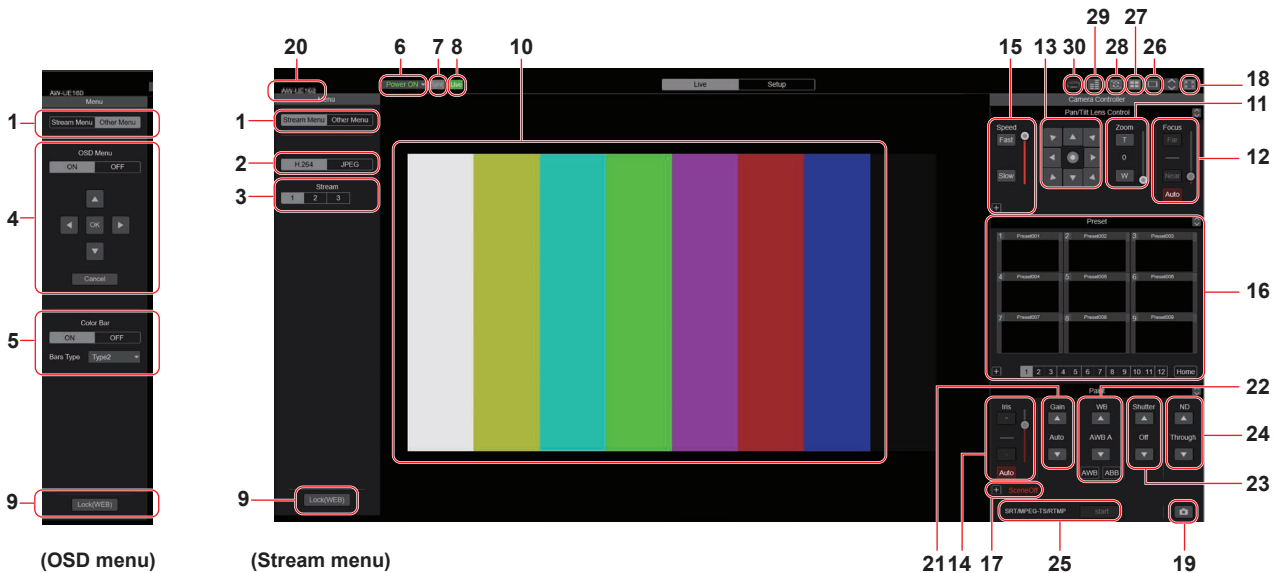 29 27
20 6 7 8 10 15 13 30 28 26
18
11
12
16
22
24
23
1
4
5
9
1
2
3
9
21 14 17 25 19
AW-UE160
Menu
Stream Menu Other Menu
OSD Menu
ON OFF
OK
Cancel
Color Bar
ON OFF
Bars Type Type2
Lock(WEB)
(OSD menu)
AW-UE160
Power ON
Live
Live Setup
Menu
Stream Menu Other Menu
H.264 JPEG
Stream
1 2 3
Lock(WEB)
(Stream menu)
Camera Controller
Pan/Tilt Lens Control
Speed
Fast
Slow
Zoom
T
0
W
Focus
Far
Near
Auto
Preset
1 Preset001 2 Preset002 3 Preset003
4 Preset004 5 Preset005 6 Preset006
7 Preset007 8 Preset008 9 Preset009
1 2 3 4 5 6 7 8 9 10 11 12 Home
Paint
Iris Gain WB Shutter ND
Auto AWB A Off Through
Auto AWB ABB
SceneOff
SRT/MPEG-TS/RTMP start